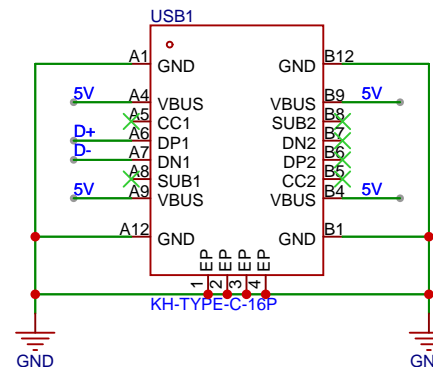 USB1
A1 GND GND B12
5V A4 VBUS VBUS B9 5V
A5 CC1 SUB2 B8
D+ A6 DP1 DN2 B7
D- A7 DN1 DP2 B6
A8 SUB1 CC2 B5
5V A9 VBUS VBUS B4 5V
A12 GND GND B1
EP EP EP EP
1 2 3 4
KH-TYPE-C-16P
GND GND